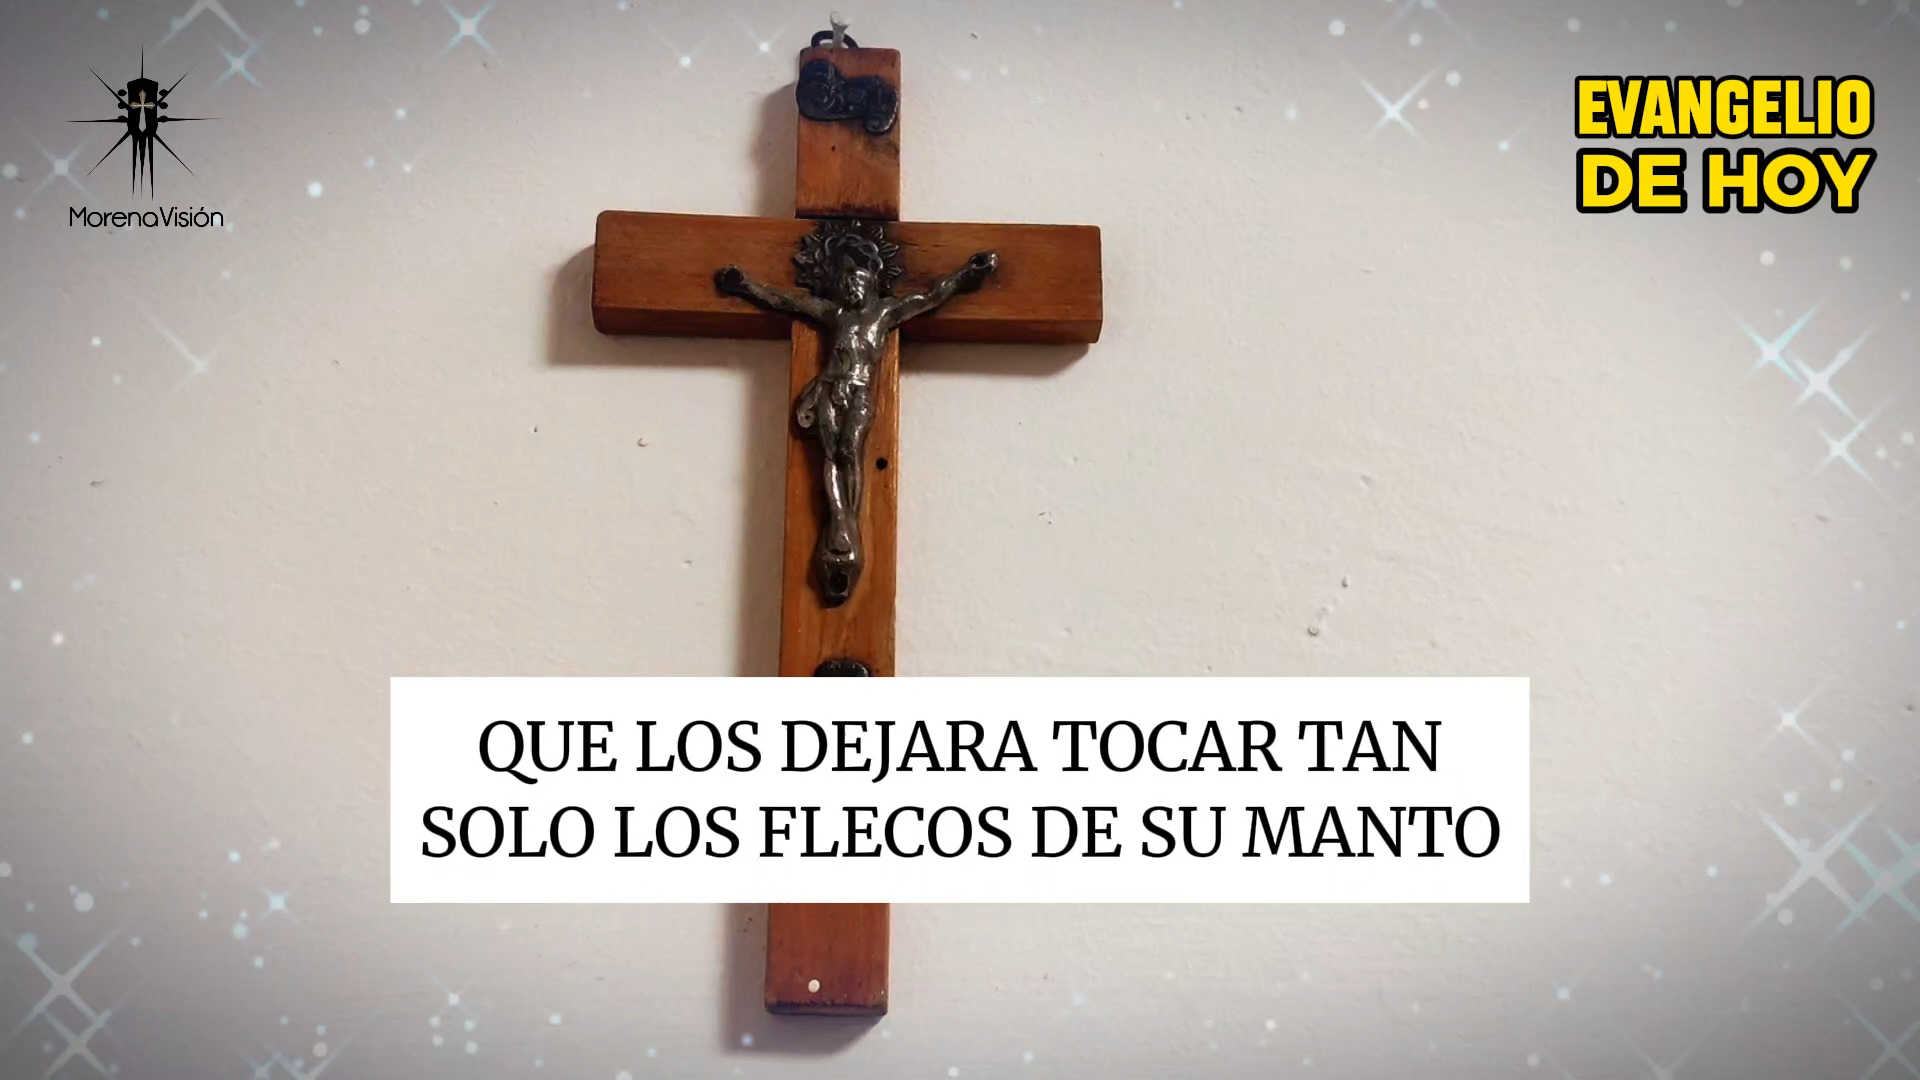 MorenaVisión
EVANGELIO
DE HOY
QUE LOS DEJARA TOCAR TAN
SOLO LOS FLECOS DE SU MANTO